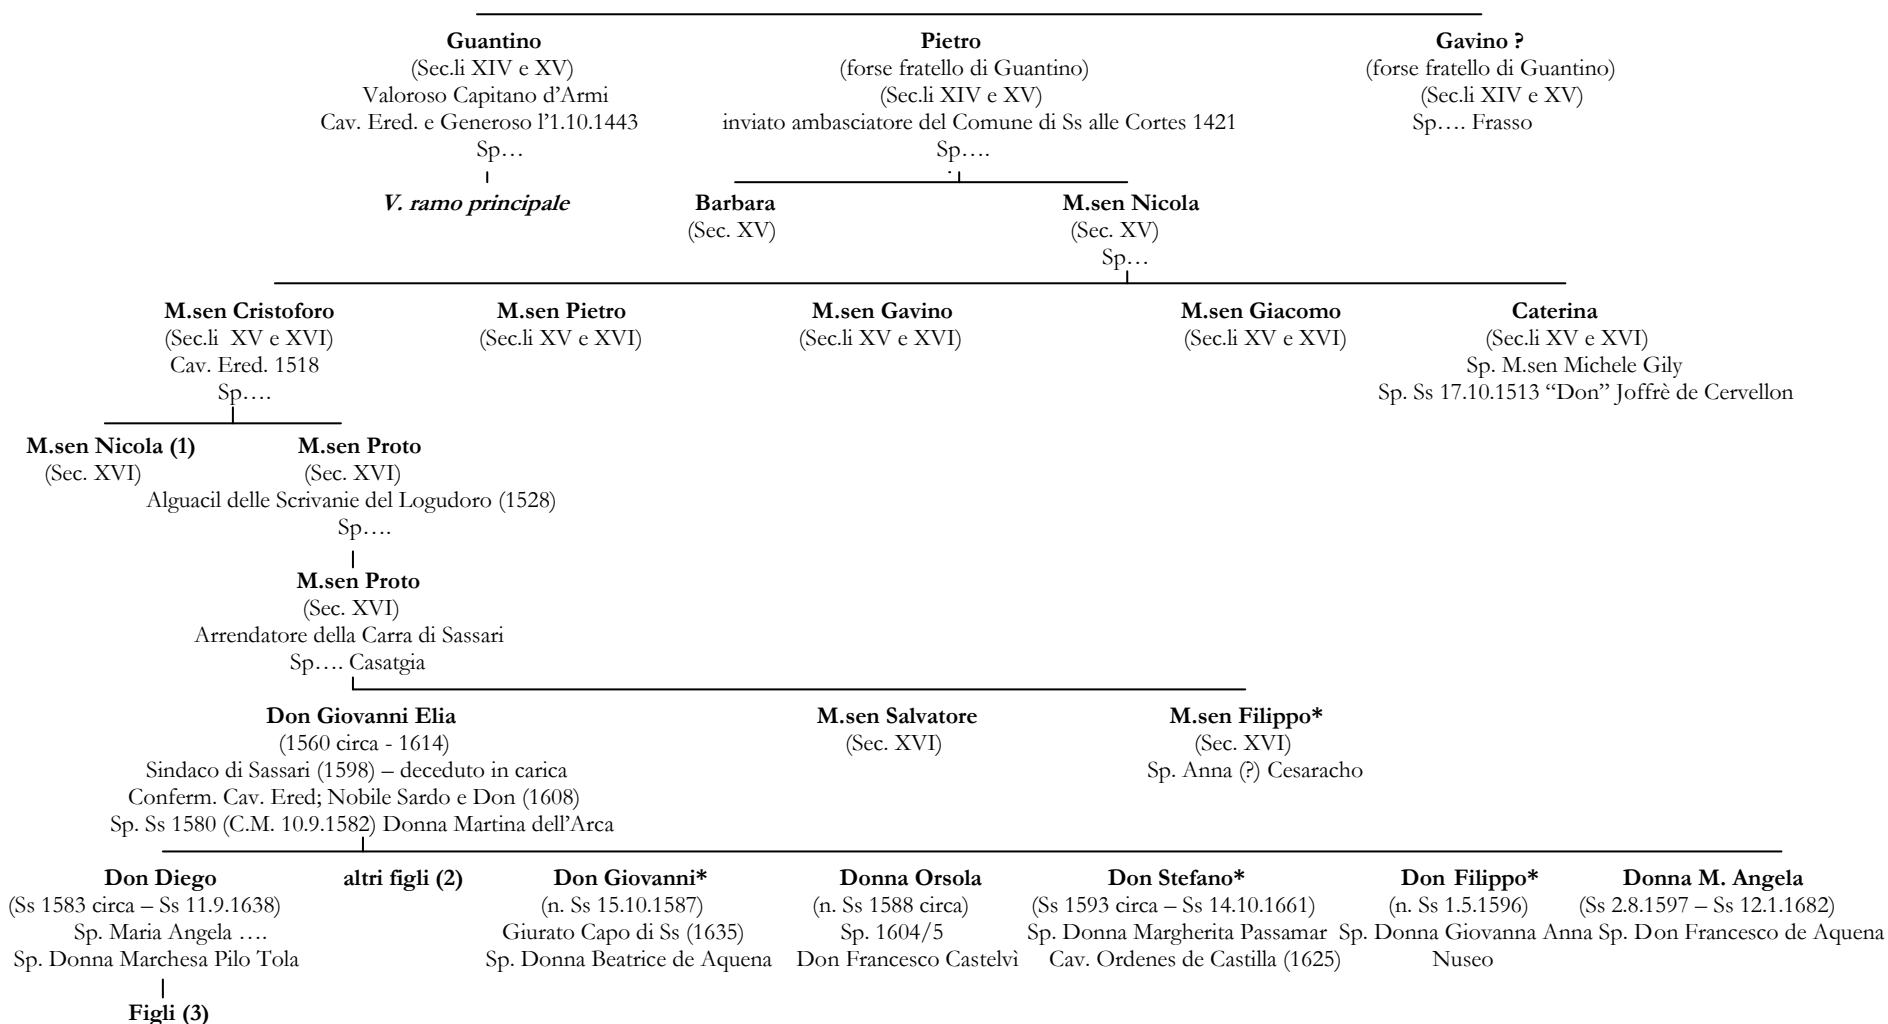 Guantino
(Sec.li XIV e XV)
Valoroso Capitano d'Armi
Cav. Ered. e Generoso l'1.10.1443
Sp…
V. ramo principale
Pietro
(forse fratello di Guantino)
(Sec.li XIV e XV)
inviato ambasciatore del Comune di Ss alle Cortes 1421
Sp….
Gavino ?
(forse fratello di Guantino)
(Sec.li XIV e XV)
Sp…. Frasso
Barbara
(Sec. XV)
M.sen Nicola
(Sec. XV)
Sp…
M.sen Cristoforo
(Sec.li XV e XVI)
Cav. Ered. 1518
Sp….
M.sen Pietro
(Sec.li XV e XVI)
M.sen Gavino
(Sec.li XV e XVI)
M.sen Giacomo
(Sec.li XV e XVI)
Caterina
(Sec.li XV e XVI)
Sp. M.sen Michele Gily
Sp. Ss 17.10.1513 “Don” Joffrè de Cervellon
M.sen Nicola (1)
(Sec. XVI)
M.sen Proto
(Sec. XVI)
Alguacil delle Scrivanie del Logudoro (1528)
Sp….
M.sen Proto
(Sec. XVI)
Arrendatore della Carra di Sassari
Sp…. Casatgia
Don Giovanni Elia
(1560 circa - 1614)
Sindaco di Sassari (1598) – deceduto in carica
Conferm. Cav. Ered; Nobile Sardo e Don (1608)
Sp. Ss 1580 (C.M. 10.9.1582) Donna Martina dell'Arca
M.sen Salvatore
(Sec. XVI)
M.sen Filippo*
(Sec. XVI)
Sp. Anna (?) Cesaracho
Don Diego
(Ss 1583 circa – Ss 11.9.1638)
Sp. Maria Angela ….
Sp. Donna Marchesa Pilo Tola
Figli (3)
altri figli (2)
Don Giovanni*
(n. Ss 15.10.1587)
Giurato Capo di Ss (1635)
Sp. Donna Beatrice de Aquena
Donna Orsola
(n. Ss 1588 circa)
Sp. 1604/5
Don Francesco Castelvì
Don Stefano*
(Ss 1593 circa – Ss 14.10.1661)
Sp. Donna Margherita Passamar
Cav. Ordenes de Castilla (1625)
Don Filippo*
(n. Ss 1.5.1596)
Sp. Donna Giovanna Anna
Nuseo
Donna M. Angela
(Ss 2.8.1597 – Ss 12.1.1682)
Sp. Don Francesco de Aquena